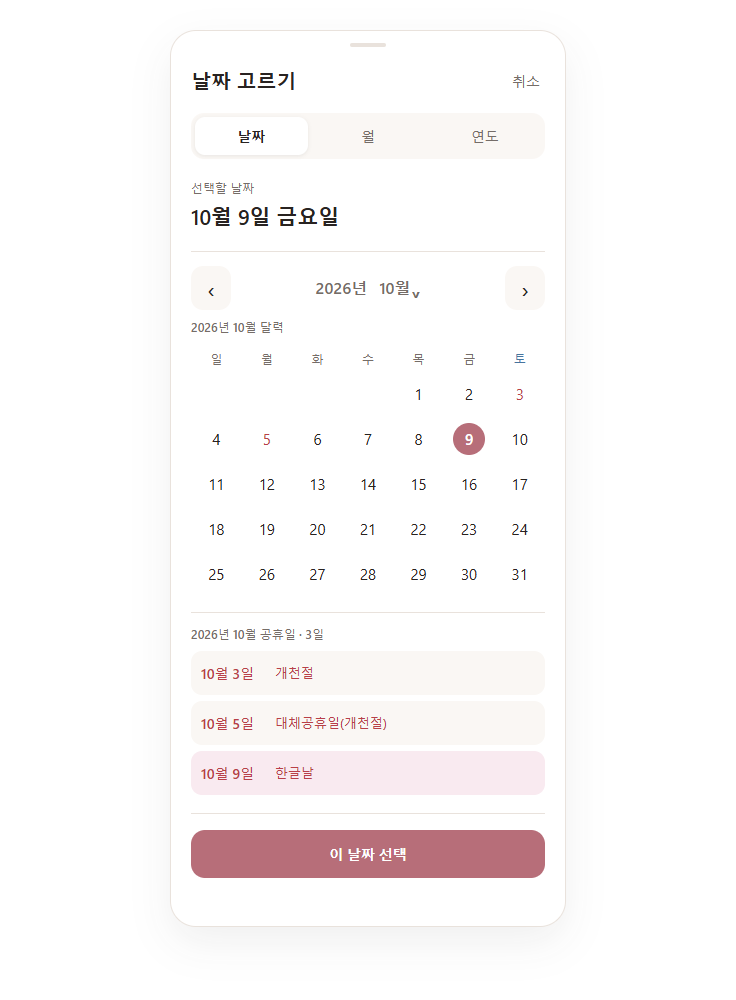 날짜 고르기 취소
날짜 월 연도
선택할 날짜
10월 9일 금요일
‹ 2026년 10월 ⌄ ›
2026년 10월 달력
일 월 화 수 목 금 토
1 2 3
4 5 6 7 8 9 10
11 12 13 14 15 16 17
18 19 20 21 22 23 24
25 26 27 28 29 30 31
2026년 10월 공휴일 · 3일
10월 3일 개천절
10월 5일 대체공휴일(개천절)
10월 9일 한글날
이 날짜 선택